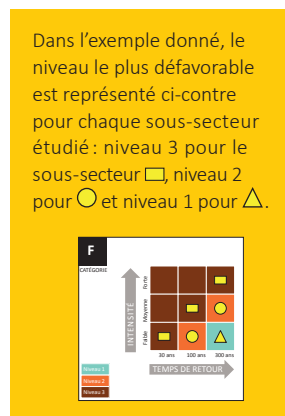 Dans l’exemple donné, le
niveau le plus défavorable
est représenté ci-contre
pour chaque sous-secteur
étudié : niveau 3 pour le
sous-secteur , niveau 2
pour et niveau 1 pour .
F
CATÉGORIE
INTENSITÉ
Forte
Moyenne
Faible
30 ans 100 ans 300 ans
TEMPS DE RETOUR
Niveau 1
Niveau 2
Niveau 3